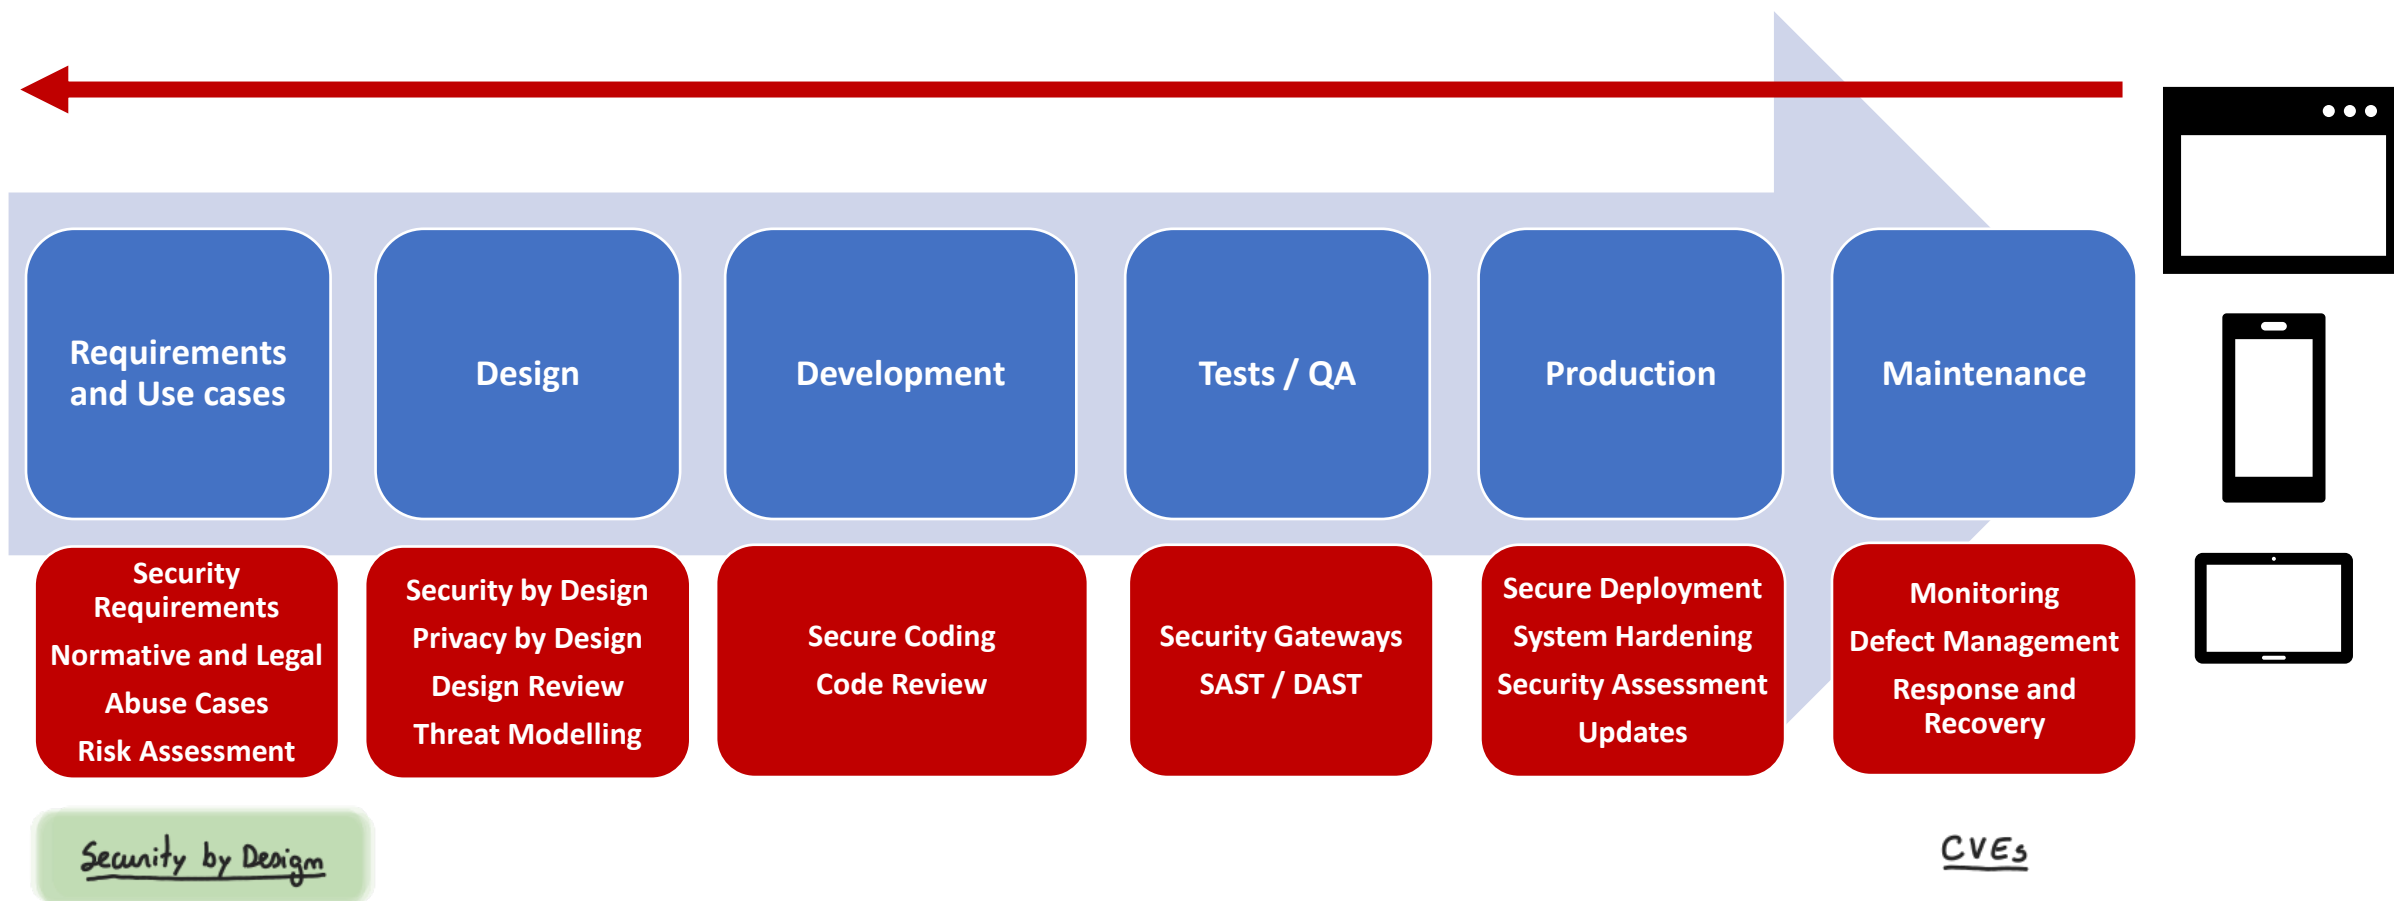 Requirements
and Use cases
Design
Development
Tests / QA
Production
Maintenance
Security
Requirements
Normative and Legal
Abuse Cases
Risk Assessment
Security by Design
Privacy by Design
Design Review
Threat Modelling
Secure Coding
Code Review
Security Gateways
SAST / DAST
Secure Deployment
System Hardening
Security Assessment
Updates
Monitoring
Defect Management
Response and
Recovery
Security by Design
CVEs